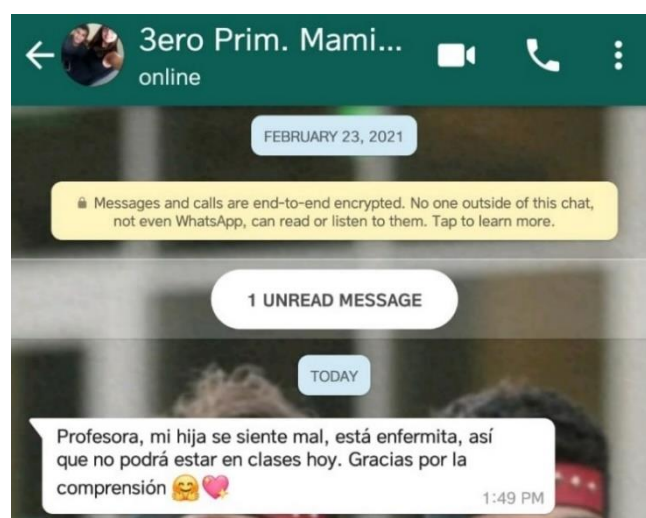 3ero Prim. Mami...
online
FEBRUARY 23, 2021
Messages and calls are end-to-end encrypted. No one outside of this chat,
not even WhatsApp, can read or listen to them. Tap to learn more.
1 UNREAD MESSAGE
TODAY
Profesora, mi hija se siente mal, está enfermita, así
que no podrá estar en clases hoy. Gracias por la
comprensión 🤗💖
1:49 PM